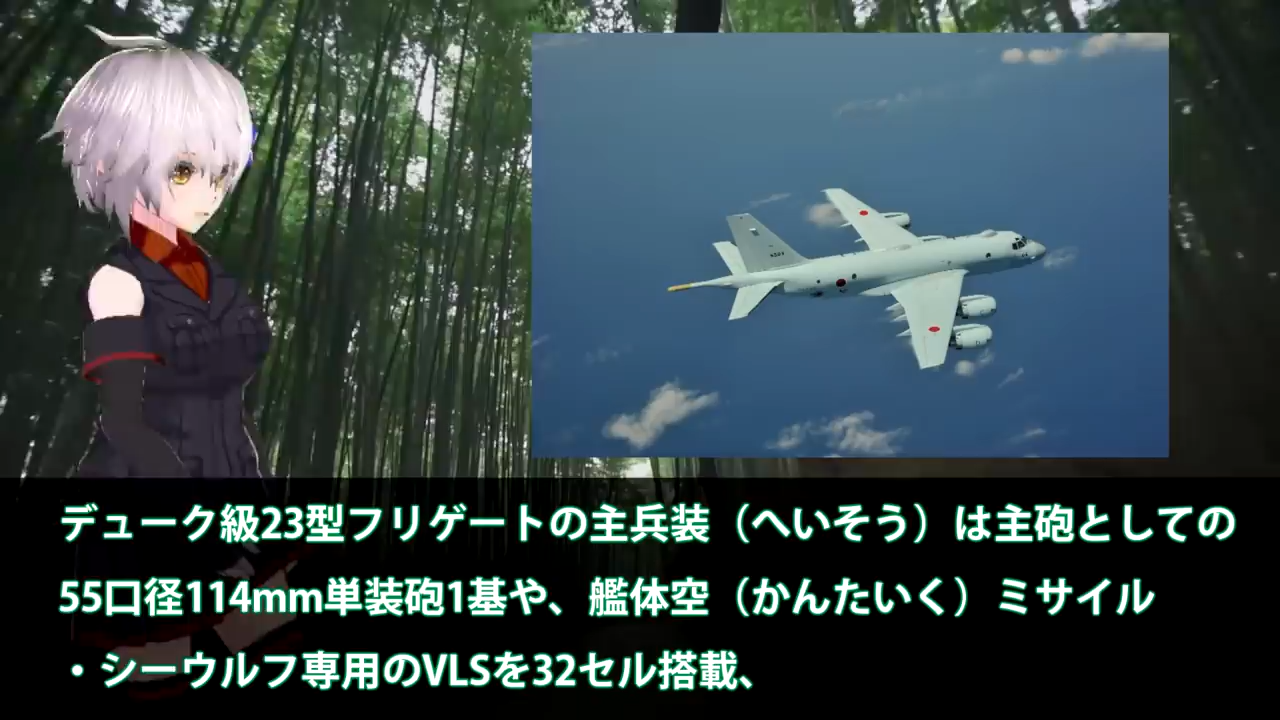 デューク級23型フリゲートの主兵装（へいそう）は主砲としての
55口径114mm単装砲1基や、艦体空（かんたいく）ミサイル
・シーウルフ専用のVLSを32セル搭載、